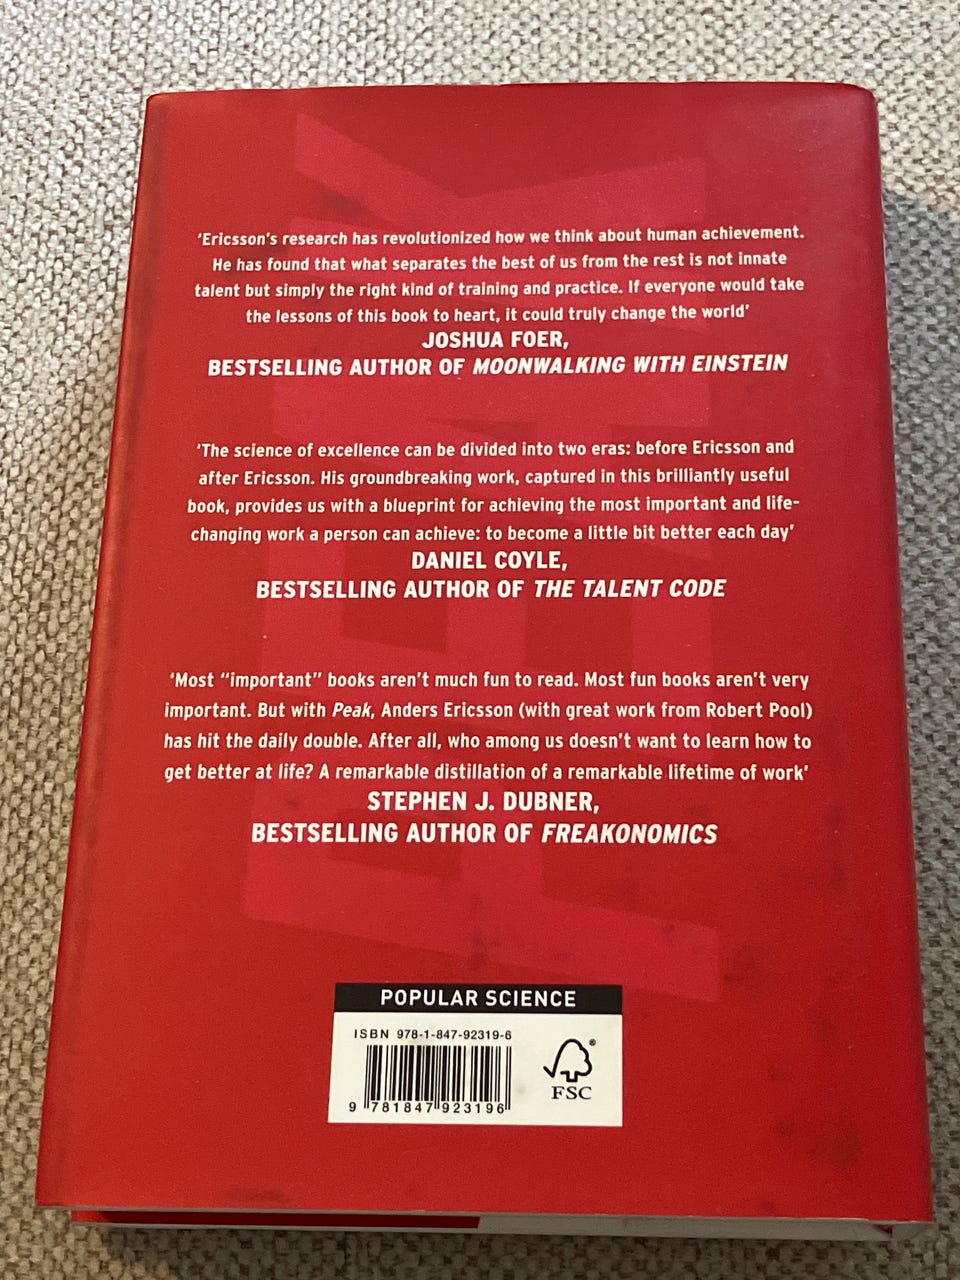 ‘Ericsson’s research has revolutionized how we think about human achievement.
He has found that what separates the best of us from the rest is not innate
talent but simply the right kind of training and practice. If everyone would take
the lessons of this book to heart, it could truly change the world’
JOSHUA FOER,
BESTSELLING AUTHOR OF MOONWALKING WITH EINSTEIN
‘The science of excellence can be divided into two eras: before Ericsson and
after Ericsson. His groundbreaking work, captured in this brilliantly useful
book, provides us with a blueprint for achieving the most important and life-
changing work a person can achieve: to become a little bit better each day’
DANIEL COYLE,
BESTSELLING AUTHOR OF THE TALENT CODE
‘Most “important” books aren’t much fun to read. Most fun books aren’t very
important. But with Peak, Anders Ericsson (with great work from Robert Pool)
has hit the daily double. After all, who among us doesn’t want to learn how to
get better at life? A remarkable distillation of a remarkable lifetime of work’
STEPHEN J. DUBNER,
BESTSELLING AUTHOR OF FREAKONOMICS
POPULAR SCIENCE
ISBN 978-1-847-92319-6
9 781847 923196
®
FSC